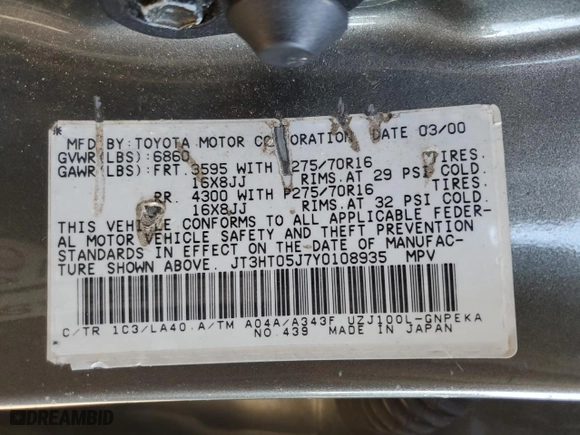 *
MFD BY:TOYOTA MOTOR CORPORATION DATE 03/00
GVWR(LBS):6860
GAWR(LBS):FRT. 3595 WITH P275/70R16 TIRES.
16X8JJ RIMS.AT 29 PSI COLD.
RR. 4300 WITH P275/70R16 TIRES.
16X8JJ RIMS.AT 32 PSI COLD.
THIS VEHICLE CONFORMS TO ALL APPLICABLE FEDER-
AL MOTOR VEHICLE SAFETY AND THEFT PREVENTION
STANDARDS IN EFFECT ON THE DATE OF MANUFAC-
TURE SHOWN ABOVE. JT3HT05J7Y0108935 MPV
C/TR 1C3/LA40.A/TM A04A/A343F UZJ100L-GNPEKA
NO.439 MADE IN JAPAN
DREAMBID